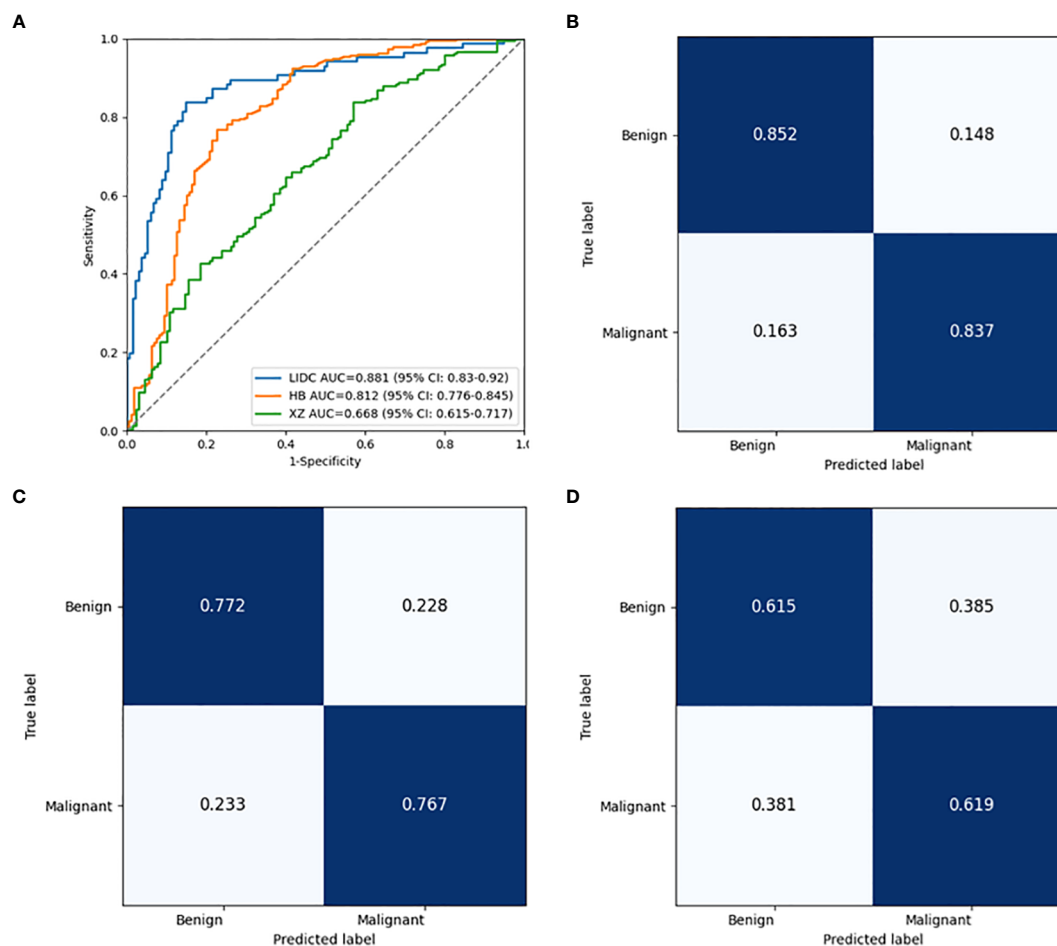 A
1.0
0.8
0.6
0.4
0.2
0.0
Sensitivity
0.0 0.2 0.4 0.6 0.8 1.0
1-Specificity
LIDC AUC=0.881 (95% CI: 0.83-0.92)
HB AUC=0.812 (95% CI: 0.776-0.845)
XZ AUC=0.668 (95% CI: 0.615-0.717)
B
True label
Benign 0.852 0.148
Malignant 0.163 0.837
Benign Malignant
Predicted label
C
True label
Benign 0.772 0.228
Malignant 0.233 0.767
Benign Malignant
Predicted label
D
True label
Benign 0.615 0.385
Malignant 0.381 0.619
Benign Malignant
Predicted label